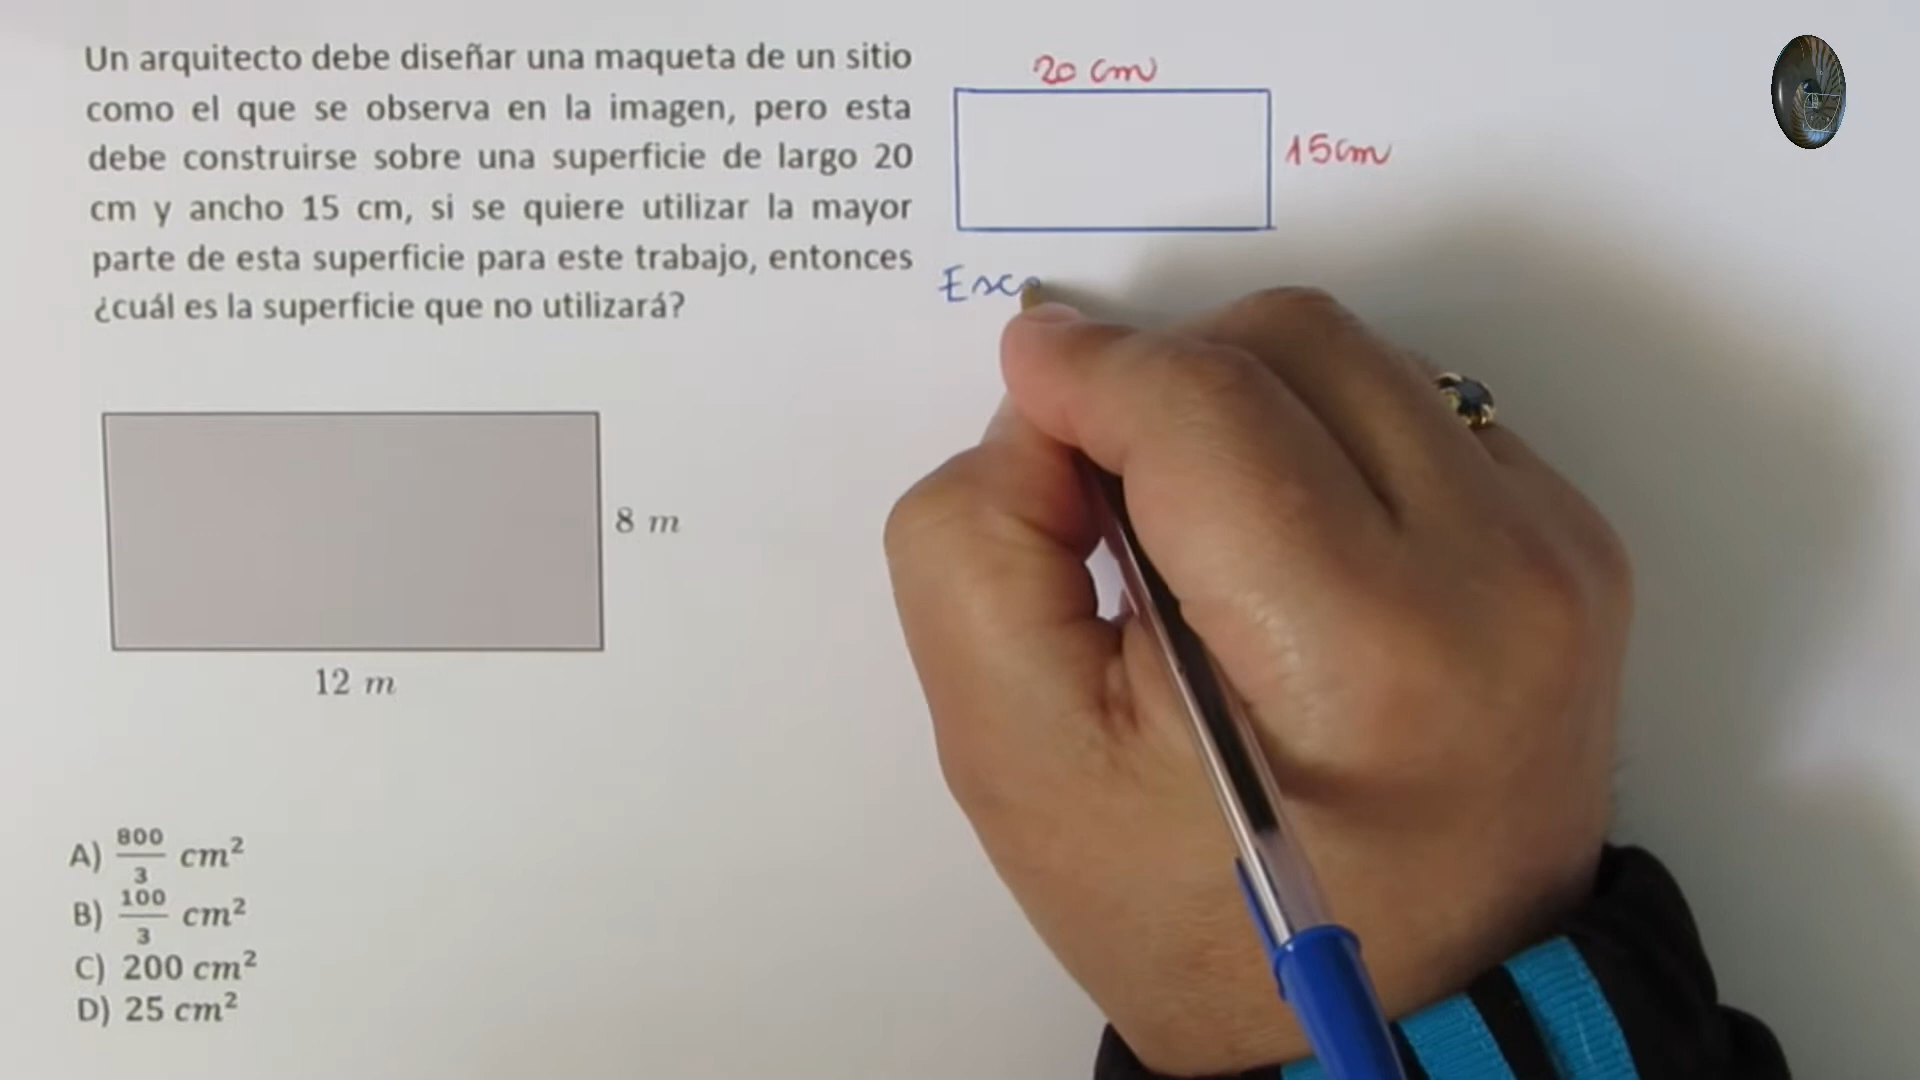 Un arquitecto debe diseñar una maqueta de un sitio
como el que se observa en la imagen, pero esta
debe construirse sobre una superficie de largo 20
cm y ancho 15 cm, si se quiere utilizar la mayor
parte de esta superficie para este trabajo, entonces
¿cuál es la superficie que no utilizará?
20 cm
15cm
Esc
8 m
12 m
A) 800/3 cm²
B) 100/3 cm²
C) 200 cm²
D) 25 cm²